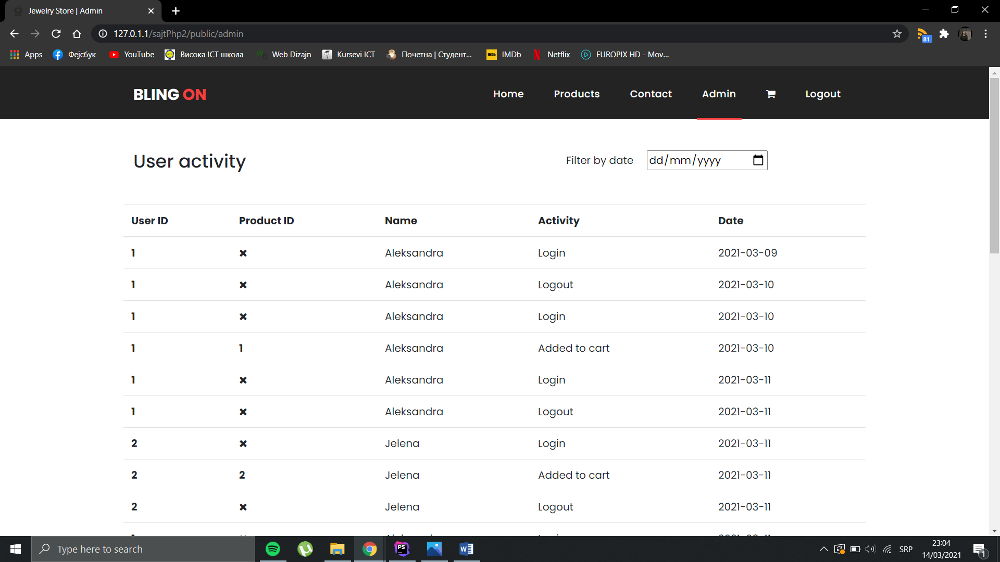 Jewelry Store | Admin
127.0.1.1/sajtPhp2/public/admin
81
Apps Фејсбук YouTube Висока ICT школа Web Dizajn Kursevi ICT Почетна | Студент... IMDb Netflix EUROPIX HD - Mov...
BLING ON Home Products Contact Admin Logout
User activity Filter by date dd/mm/yyyy
User ID Product ID Name Activity Date
1 Aleksandra Login 2021-03-09
1 Aleksandra Logout 2021-03-10
1 Aleksandra Login 2021-03-10
1 1 Aleksandra Added to cart 2021-03-10
1 Aleksandra Login 2021-03-11
1 Aleksandra Logout 2021-03-11
2 Jelena Login 2021-03-11
2 2 Jelena Added to cart 2021-03-11
2 Jelena Logout 2021-03-11
Type here to search
PS
W
SRP
23:04
14/03/2021
1